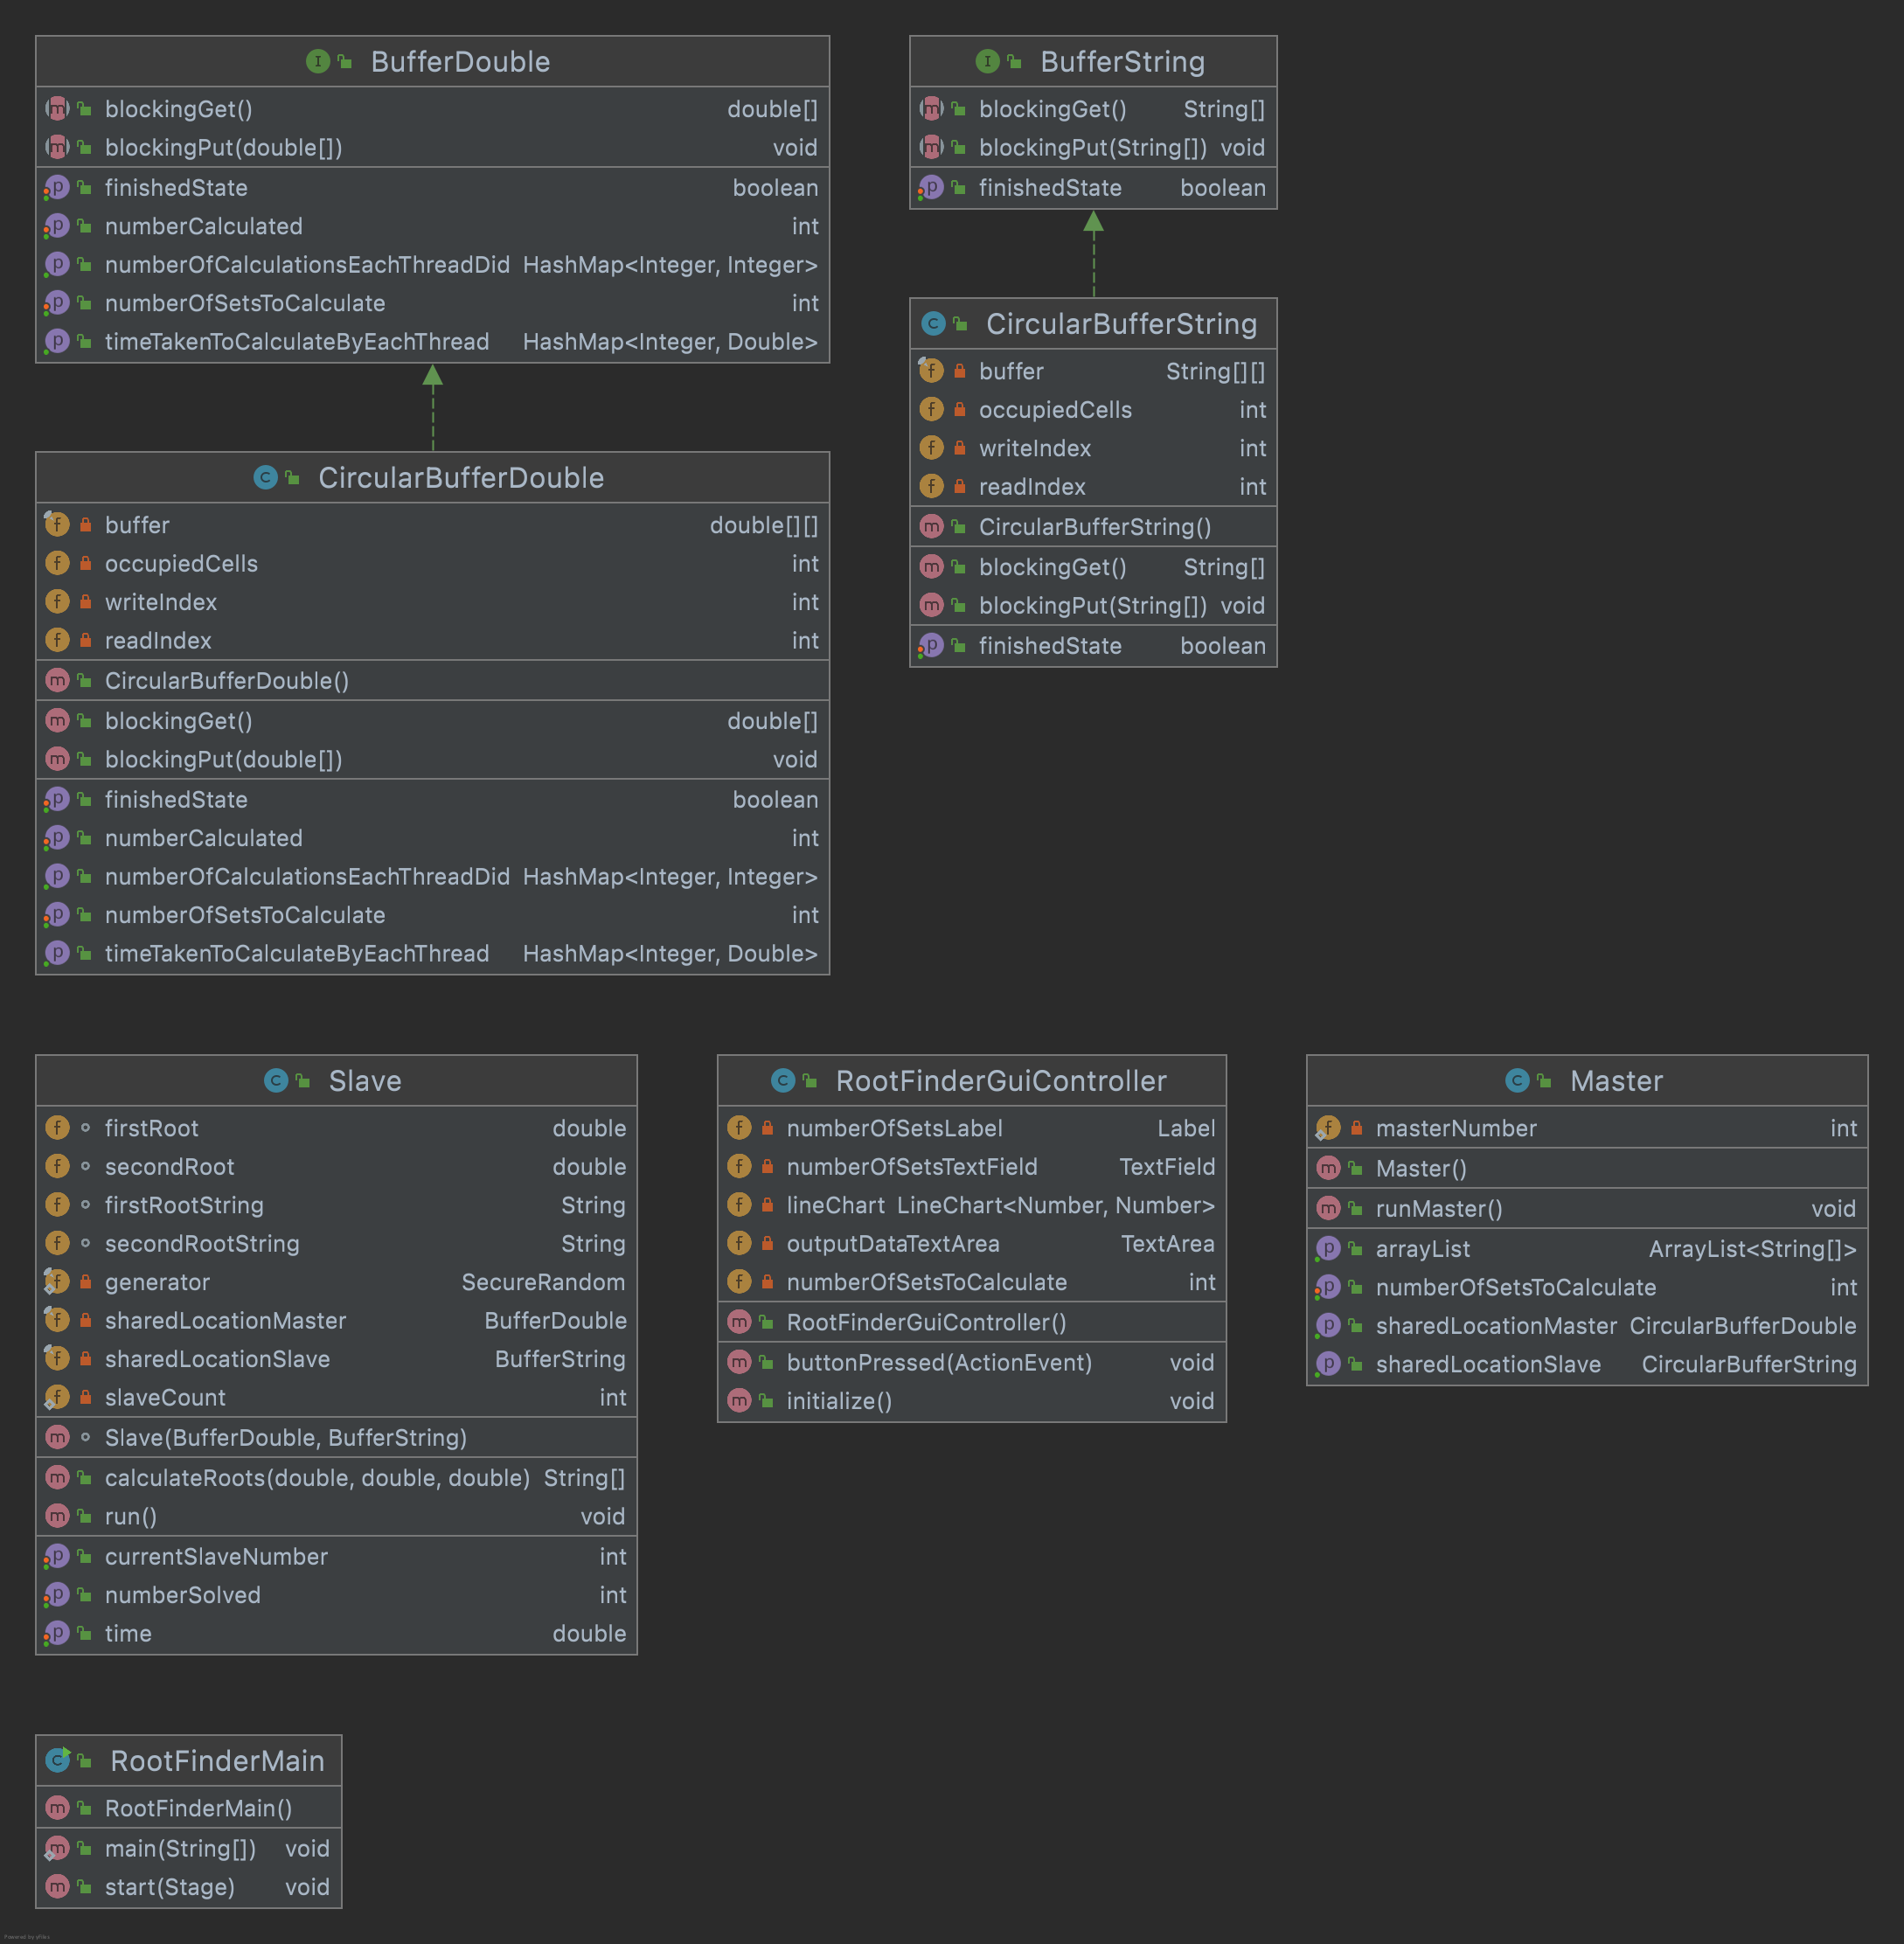 BufferDouble
blockingGet() double[]
blockingPut(double[]) void
finishedState boolean
numberCalculated int
numberOfCalculationsEachThreadDid HashMap<Integer, Integer>
numberOfSetsToCalculate int
timeTakenToCalculateByEachThread HashMap<Integer, Double>
BufferString
blockingGet() String[]
blockingPut(String[]) void
finishedState boolean
CircularBufferString
buffer String[][]
occupiedCells int
writeIndex int
readIndex int
CircularBufferString()
blockingGet() String[]
blockingPut(String[]) void
finishedState boolean
CircularBufferDouble
buffer double[][]
occupiedCells int
writeIndex int
readIndex int
CircularBufferDouble()
blockingGet() double[]
blockingPut(double[]) void
finishedState boolean
numberCalculated int
numberOfCalculationsEachThreadDid HashMap<Integer, Integer>
numberOfSetsToCalculate int
timeTakenToCalculateByEachThread HashMap<Integer, Double>
Slave
firstRoot double
secondRoot double
firstRootString String
secondRootString String
generator SecureRandom
sharedLocationMaster BufferDouble
sharedLocationSlave BufferString
slaveCount int
Slave(BufferDouble, BufferString)
calculateRoots(double, double, double) String[]
run() void
currentSlaveNumber int
numberSolved int
time double
RootFinderGuiController
numberOfSetsLabel Label
numberOfSetsTextField TextField
lineChart LineChart<Number, Number>
outputDataTextArea TextArea
numberOfSetsToCalculate int
RootFinderGuiController()
buttonPressed(ActionEvent) void
initialize() void
Master
masterNumber int
Master()
runMaster() void
arrayList ArrayList<String[]>
numberOfSetsToCalculate int
sharedLocationMaster CircularBufferDouble
sharedLocationSlave CircularBufferString
RootFinderMain
RootFinderMain()
main(String[]) void
start(Stage) void
Powered by yFiles